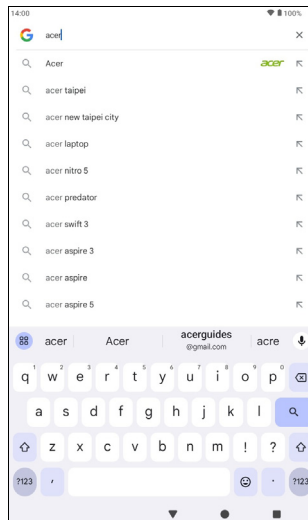 14:00 100%
G acer ×
Acer acer
acer taipei
acer new taipei city
acer laptop
acer nitro 5
acer predator
acer swift 3
acer aspire 3
acer aspire
acer aspire 5
acer Acer acerguides acre
@gmail.com
1 2 3 4 5 6 7 8 9 0
q w e r t y u i o p
a s d f g h j k l
z x c v b n m ! ?
?123 , . ?123